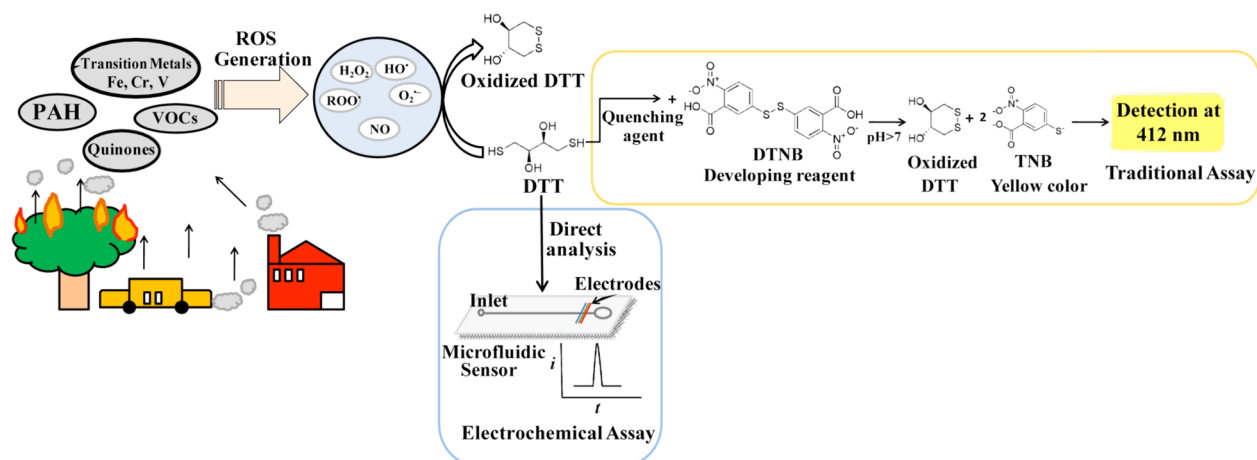 ROS
Generation
Transition Metals
Fe, Cr, V
PAH
VOCs
Quinones
H₂O₂
HO•
ROO•
O₂•−
NO
HO
S
S
HO
Oxidized DTT
OH
HS
SH
OH
DTT
Quenching
agent
+
O
N⁺
⁻O
HO
O
S
S
O
OH
N⁺
O⁻
O
DTNB
Developing reagent
pH>7
HO
S
S
HO
Oxidized
DTT
+ 2
O
N⁺
⁻O
⁻O
O
S⁻
TNB
Yellow color
Detection at
412 nm
Traditional Assay
Direct
analysis
Electrodes
Inlet
Microfluidic
Sensor
i
t
Electrochemical Assay